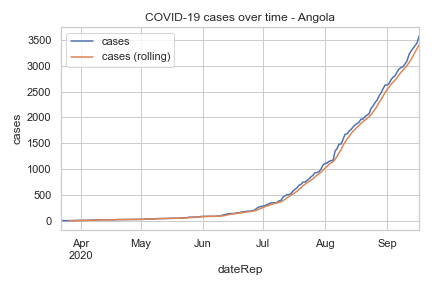 COVID-19 cases over time - Angola
cases
cases (rolling)
3500
3000
2500
2000
1500
1000
500
0
cases
Apr
2020
May
Jun
Jul
Aug
Sep
dateRep